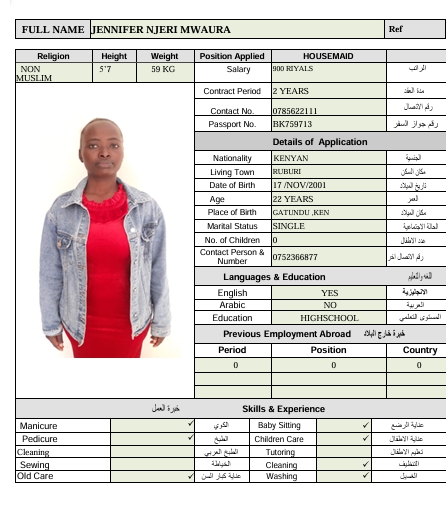 FULL NAME JENNIFER NJERI MWAURA Ref
Religion Height Weight Position Applied HOUSEMAID
NON MUSLIM 5'7 59 KG Salary 900 RIYALS الراتب
Contract Period 2 YEARS مدة العقد
Contact No. 0785622111 رقم الاتصال
Passport No. BK759713 رقم جواز السفر
Details of Application
Nationality KENYAN الجنسية
Living Town RUBURI مكان السكن
Date of Birth 17 /NOV/2001 تاريخ الميلاد
Age 22 YEARS العمر
Place of Birth GATUNDU ,KEN مكان الميلاد
Marital Status SINGLE الحالة الاجتماعية
No. of Children 0 عدد الاطفال
Contact Person & Number 0752366877 رقم الاتصال اخر
Languages & Education اللغة والتعليم
English YES الانجليزية
Arabic NO العربية
Education HIGHSCHOOL المستوى التعلمي
Previous Employment Abroad خبرة خارج البلاد
Period Position Country
0 0 0
خبرة العمل Skills & Experience
Manicure ✓ الكوي Baby Sitting ✓ عناية الرضع
Pedicure ✓ الطبخ Children Care ✓ عناية الاطفال
Cleaning الطبخ العربي Tutoring تعليم الاطفال
Sewing الخياطة Cleaning ✓ التنظيف
Old Care ✓ عناية كبار السن Washing ✓ الغسيل